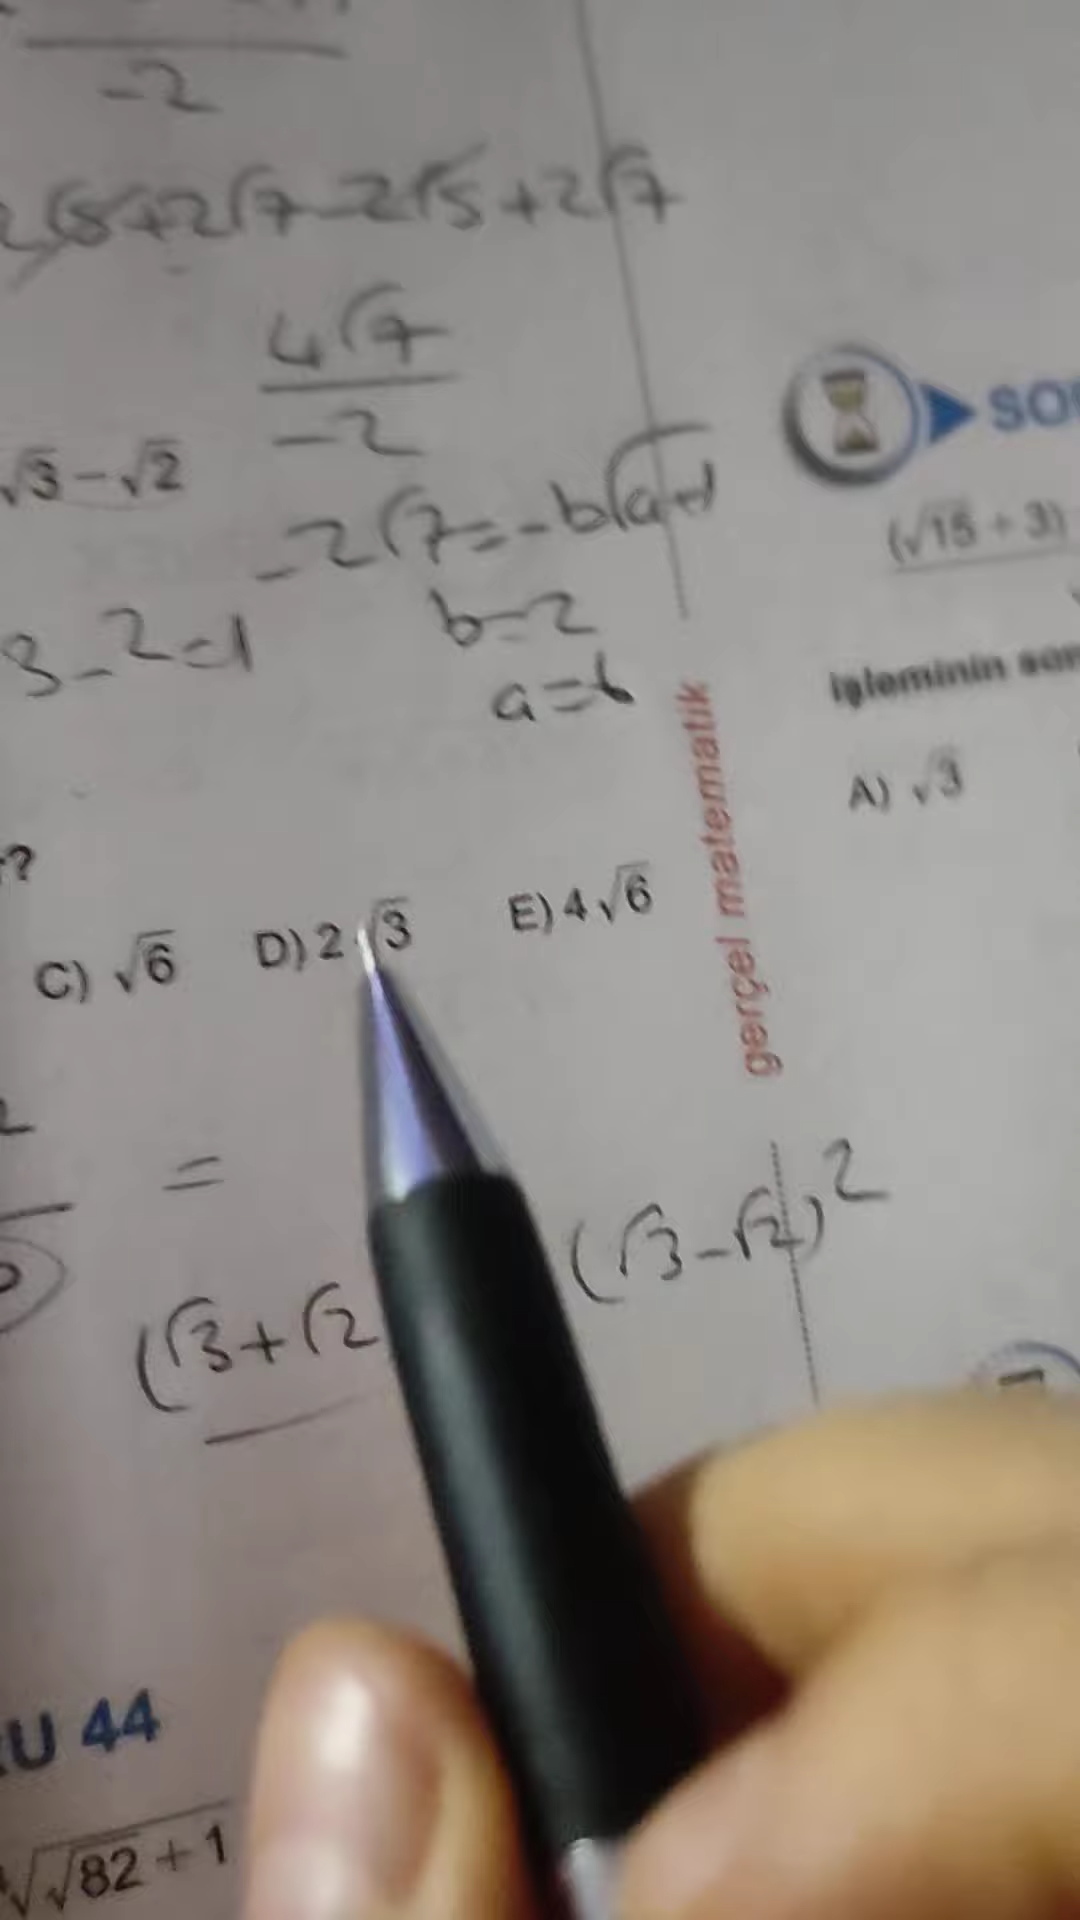 -2
2√5+2√7-2√5+2√7
4√7
-2
√3-√2
-2√7=-b√a+1
3-2=1
b=2
a=6
?
C) √6 D) 2√3 E) 4√6
=
(√3+√2
(√3-√2)²
U 44
√√82+1
gerçel matematik
SO
(√15+3)
işleminin son
A) √3